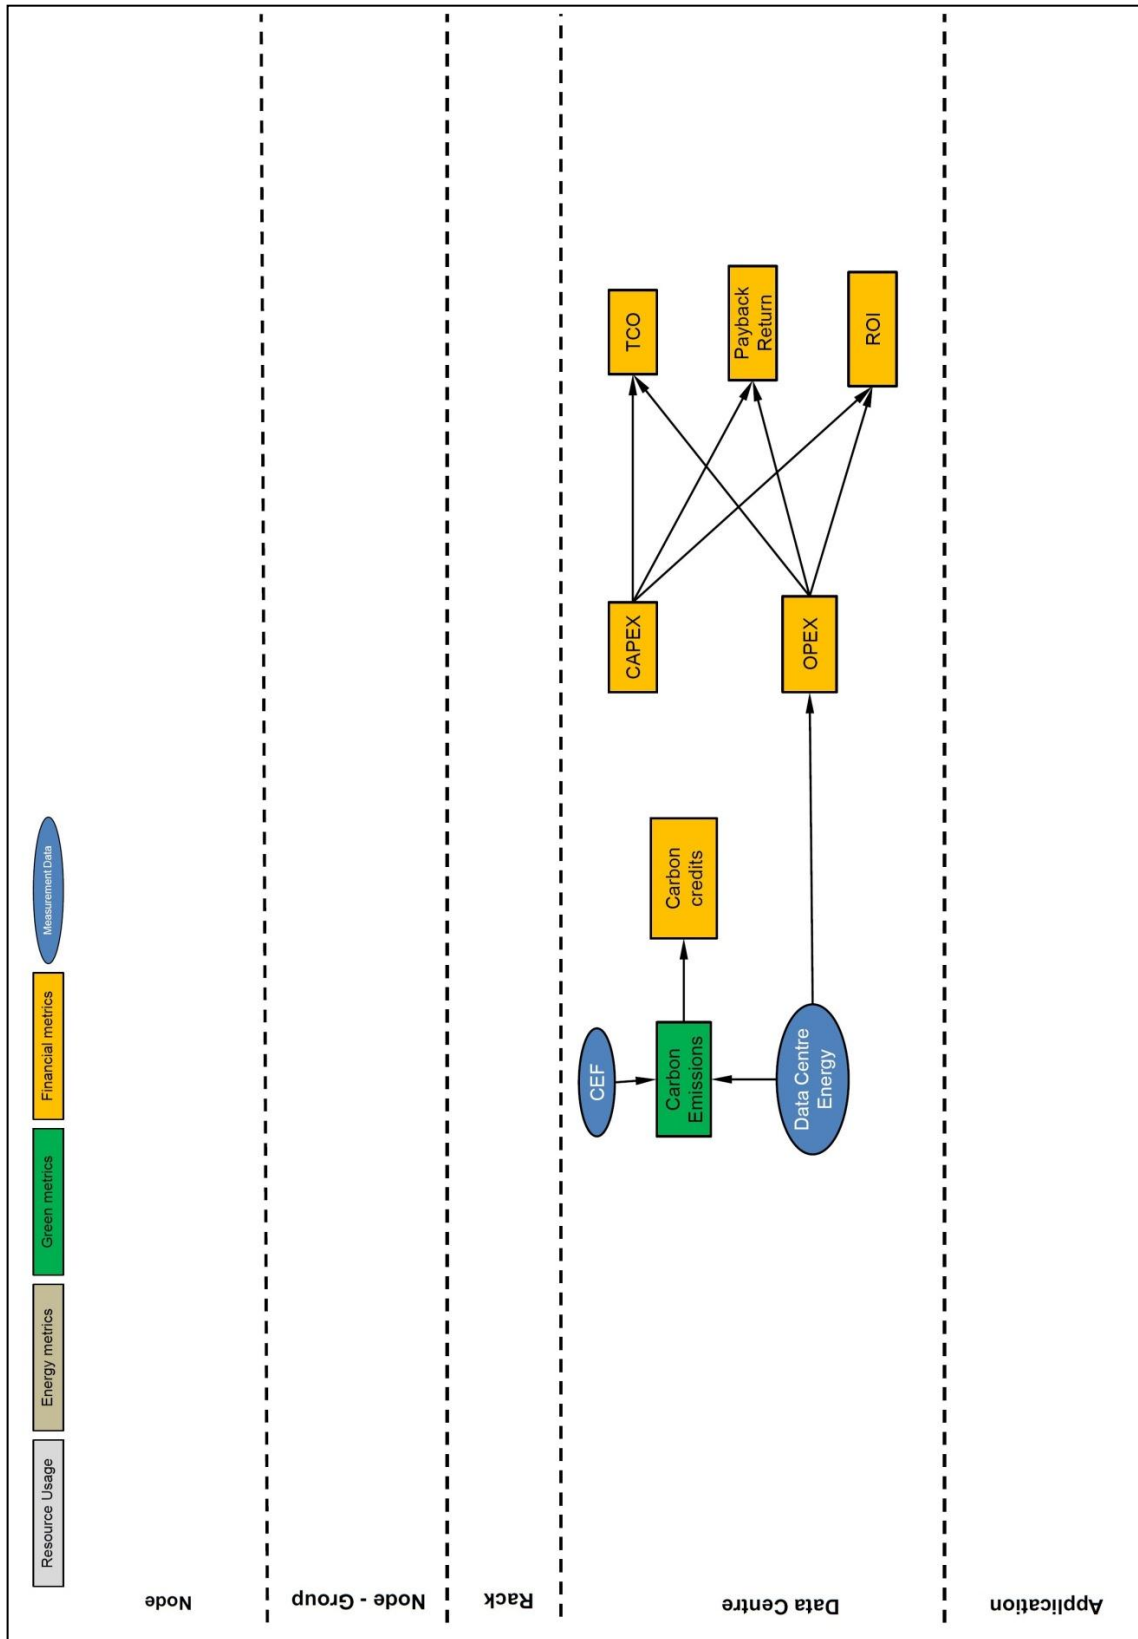 Resource Usage
Energy metrics
Green metrics
Financial metrics
Measurement Data
Node
Node - Group
Rack
Data Centre
CEF
Carbon
Emissions
Data Centre
Energy
Carbon
credits
CAPEX
OPEX
TCO
Payback
Return
ROI
Application